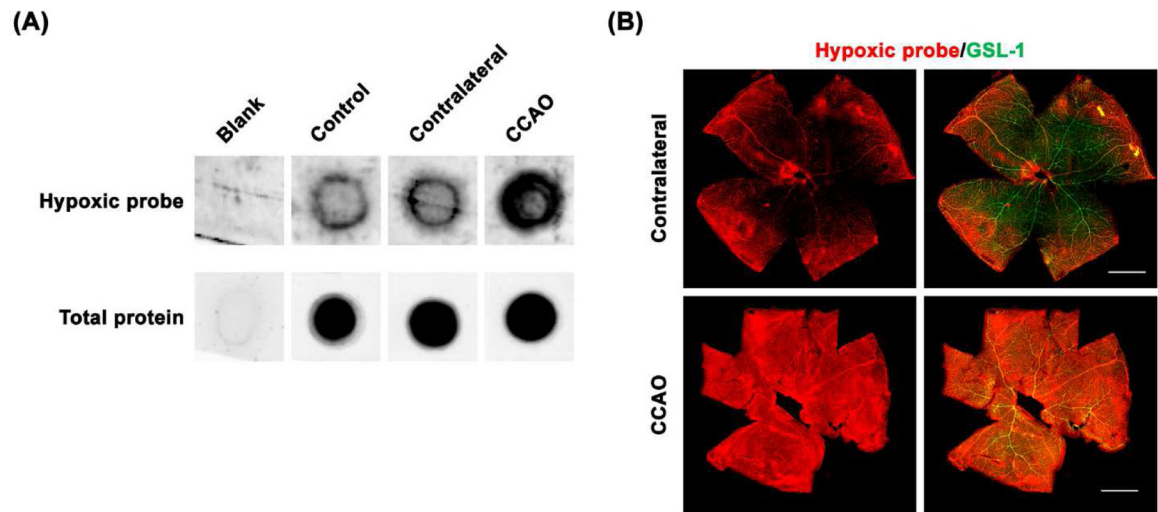 (A)
Blank
Control
Contralateral
CCAO
Hypoxic probe
Total protein
(B)
Hypoxic probe/GSL-1
Contralateral
CCAO